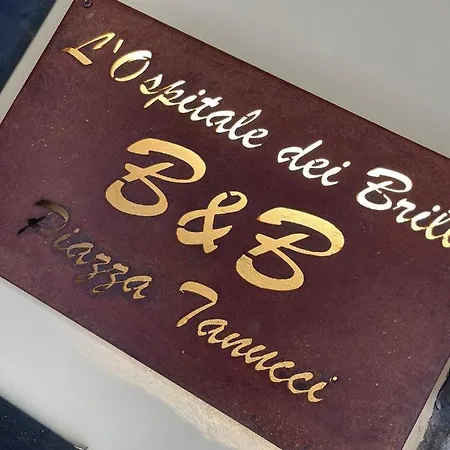 L'Ospitale dei Brill
B&B
Piazza Tanucci